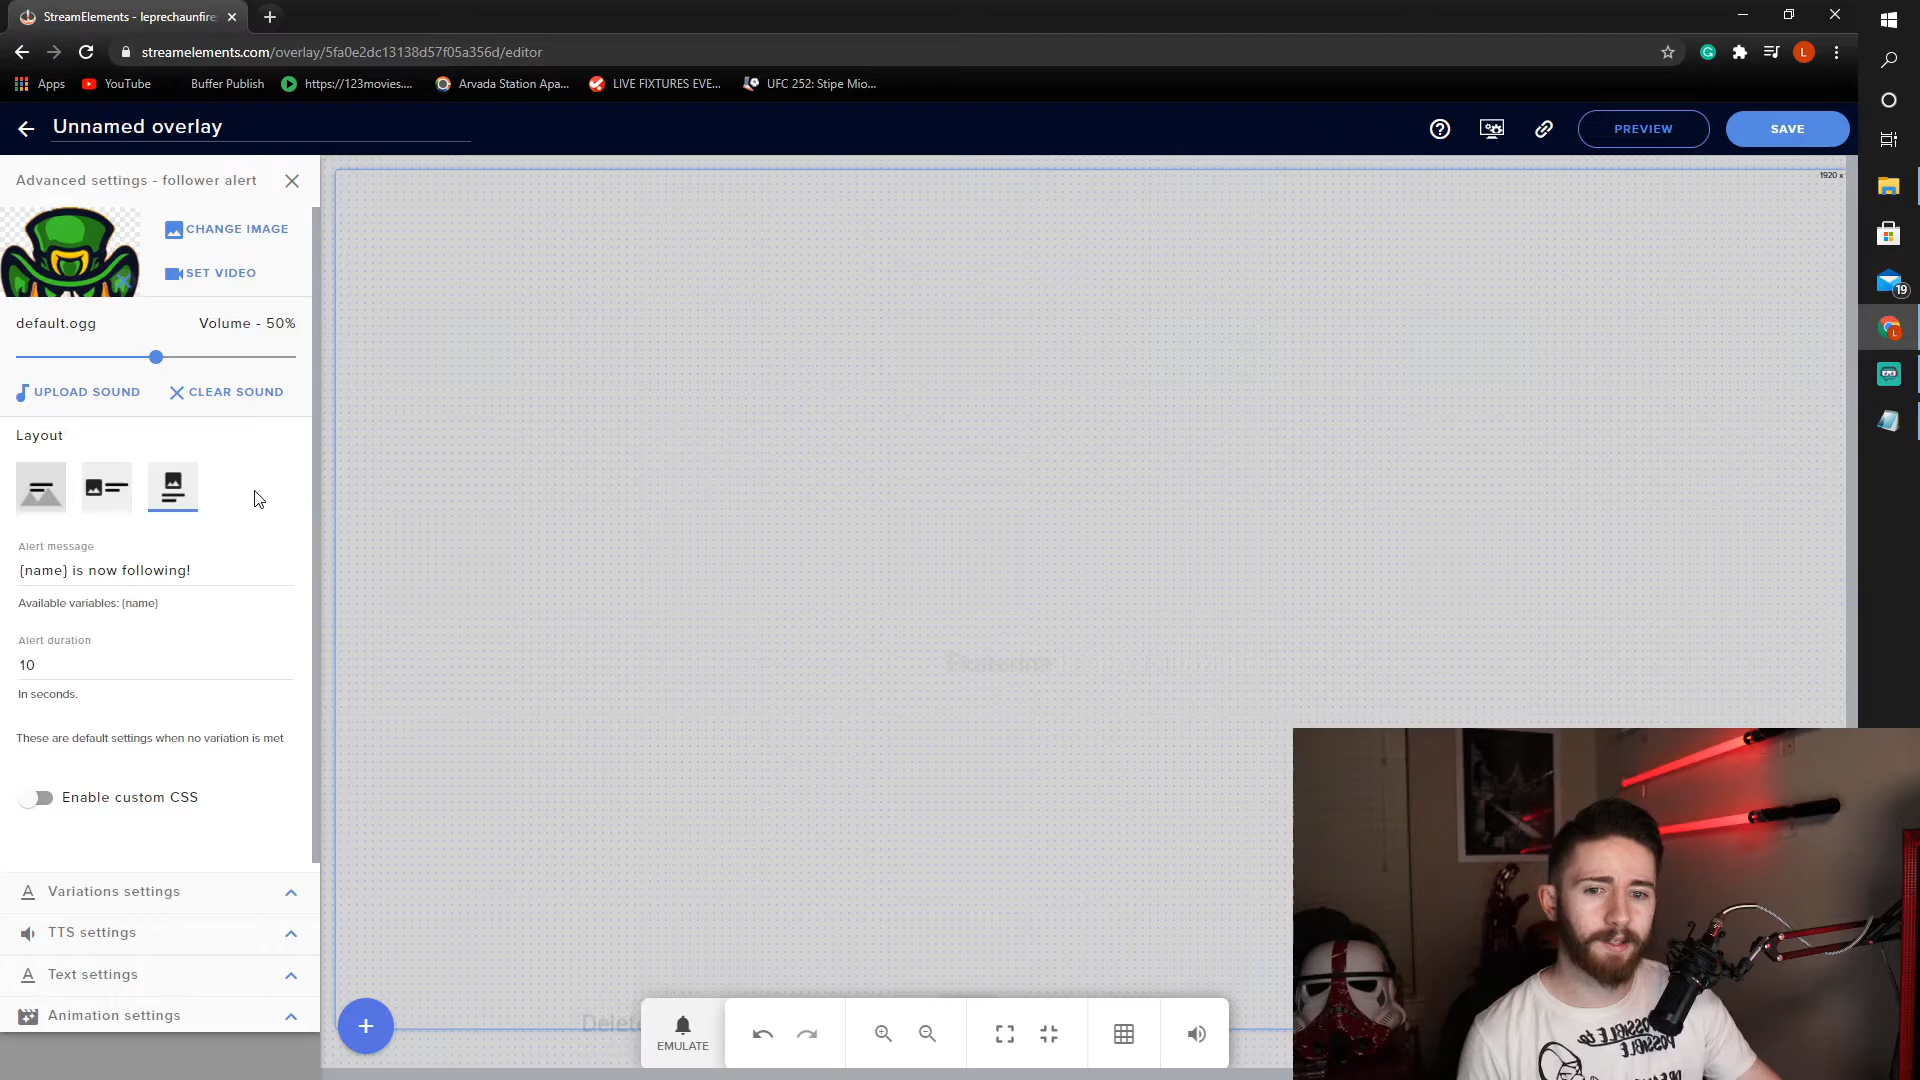 StreamElements - leprechaunfire
streamelements.com/overlay/5fa0e2dc13138d57f05a356d/editor
L
Apps
YouTube
Buffer Publish
https://123movies....
Arvada Station Apa...
LIVE FIXTURES EVE...
UFC 252: Stipe Mio...
Unnamed overlay
PREVIEW
SAVE
Advanced settings - follower alert
1920 x
CHANGE IMAGE
SET VIDEO
19
default.ogg
Volume - 50%
UPLOAD SOUND
CLEAR SOUND
Layout
Alert message
{name} is now following!
Available variables: {name}
Alert duration
10
In seconds.
Ekaterina
These are default settings when no variation is met
Enable custom CSS
Variations settings
TTS settings
Text settings
Animation settings
EMULATE
POSSIBLE